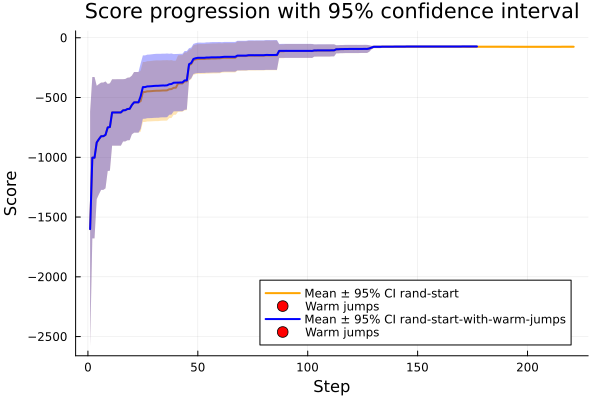 Score progression with 95% confidence interval
0
−500
−1000
−1500
−2000
−2500
Score
Mean ± 95% CI rand-start
Warm jumps
Mean ± 95% CI rand-start-with-warm-jumps
Warm jumps
0 50 100 150 200
Step